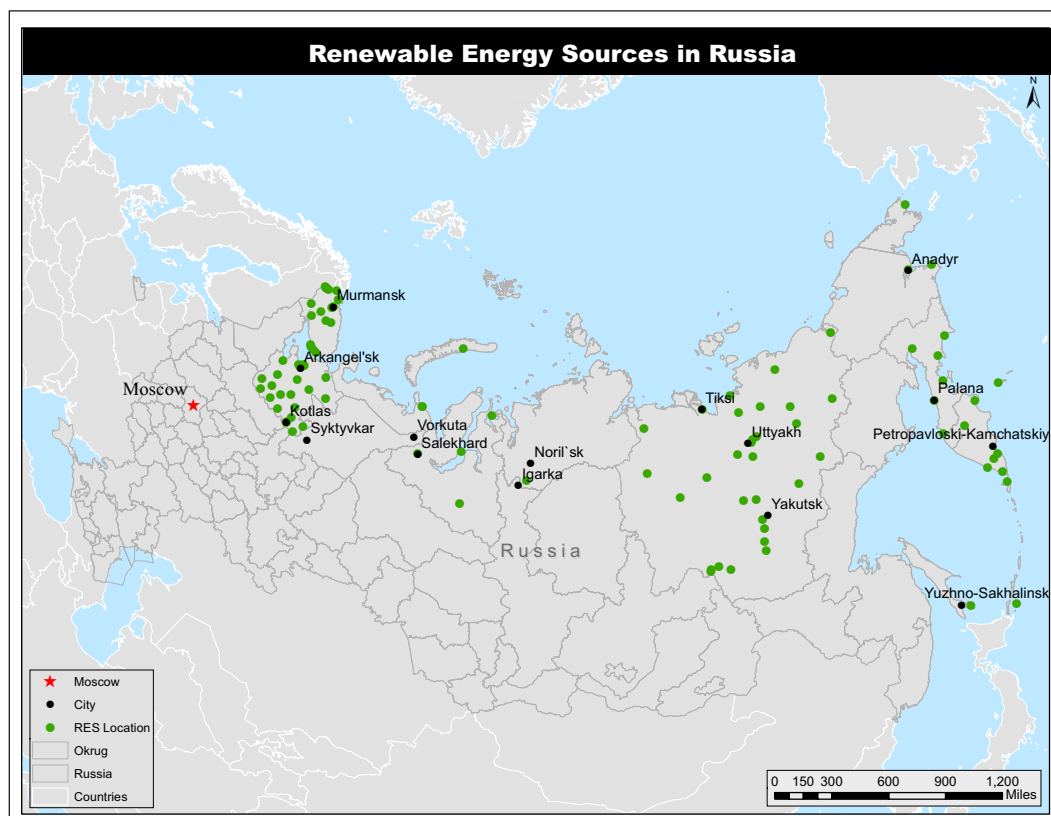 Renewable Energy Sources in Russia
N
Anadyr
Murmansk
Arkangel'sk
Moscow
Tiksi
Palana
Kotlas
Syktyvkar
Vorkuta
Uttyakh
Petropavloski-Kamchatskiy
Salekhard
Noril`sk
Igarka
Yakutsk
Russia
Yuzhno-Sakhalinsk
Moscow
City
RES Location
Okrug
Russia
Countries
0 150 300 600 900 1,200
Miles